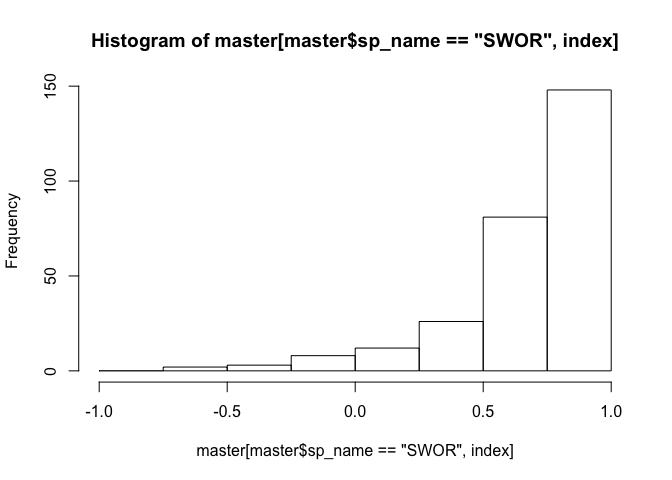 Histogram of master[master$sp_name == "SWOR", index]
Frequency
150
100
50
0
-1.0 -0.5 0.0 0.5 1.0
master[master$sp_name == "SWOR", index]